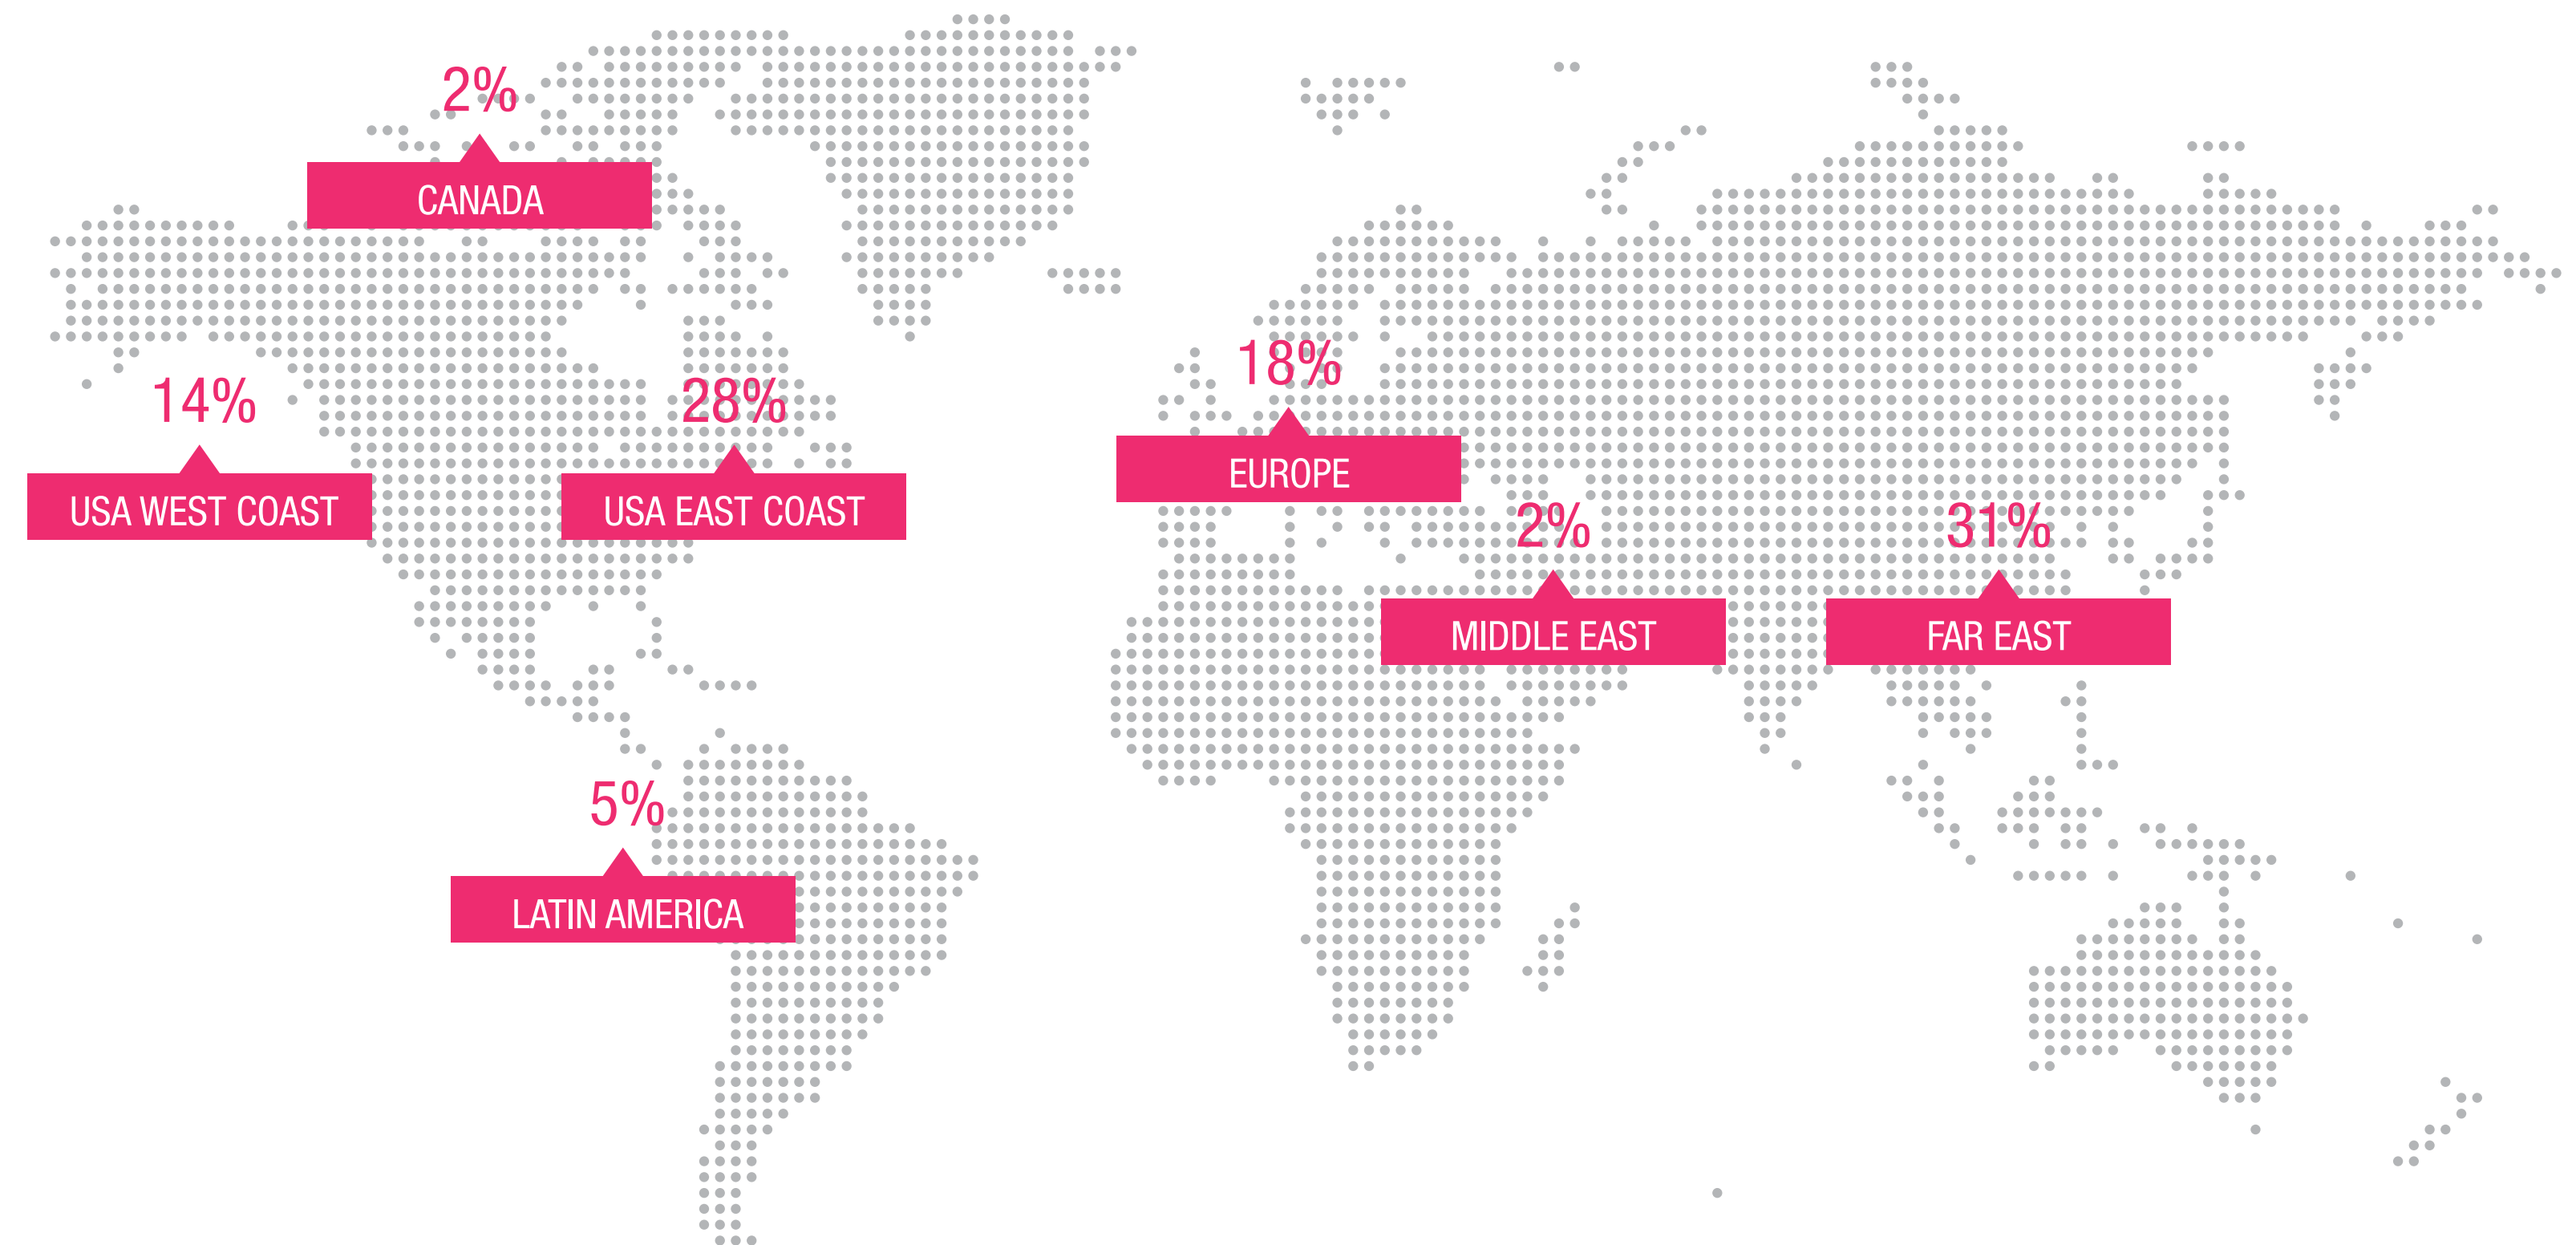 2%
CANADA
14%
USA WEST COAST
28%
USA EAST COAST
18%
EUROPE
2%
MIDDLE EAST
31%
FAR EAST
5%
LATIN AMERICA